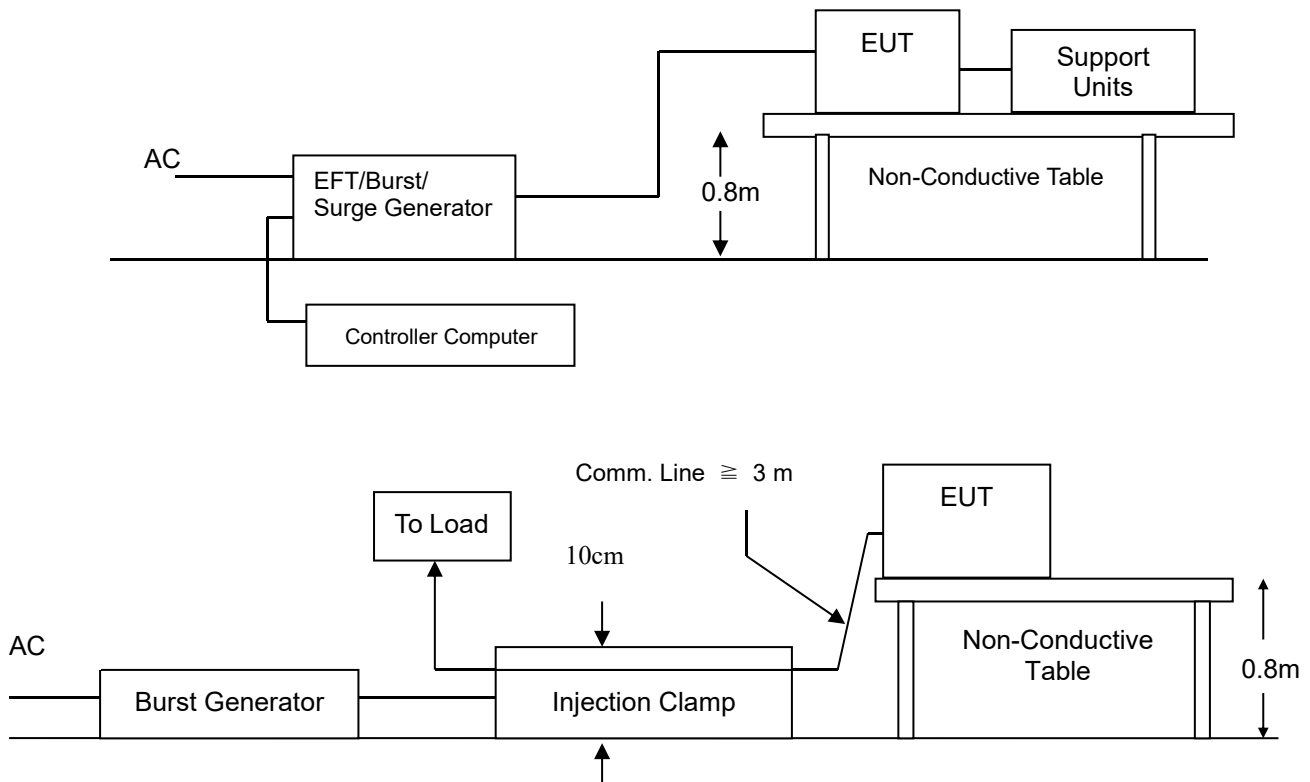 EUT
Support
Units
AC
EFT/Burst/
Surge Generator
0.8m
Non-Conductive Table
Controller Computer
Comm. Line ≧ 3 m
EUT
To Load
10cm
AC
Non-Conductive
Table
0.8m
Burst Generator
Injection Clamp